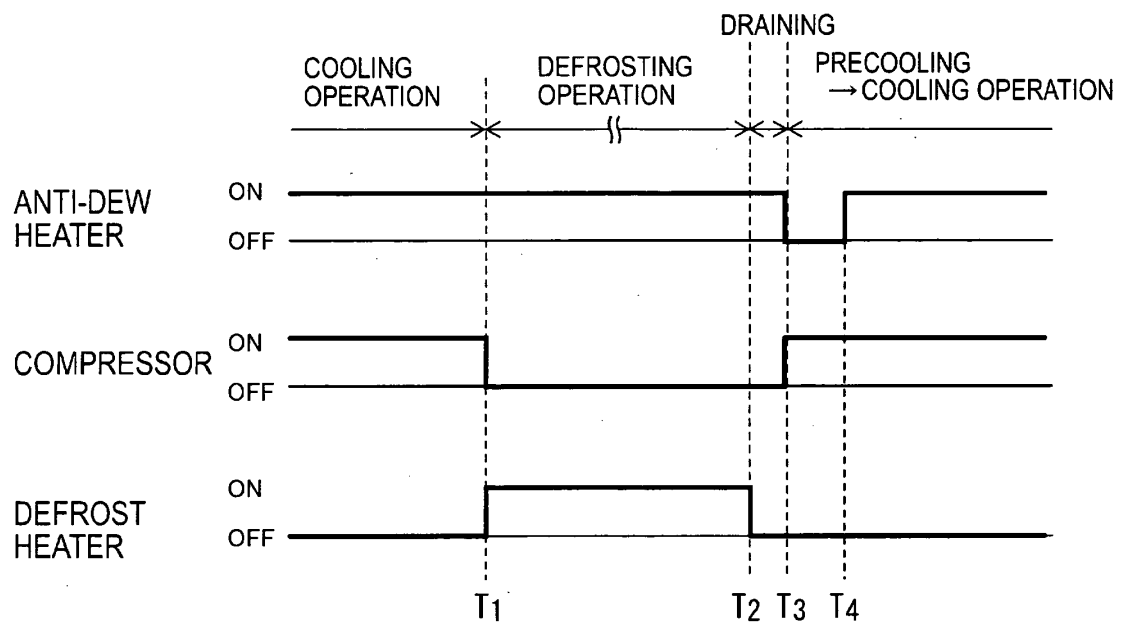 DRAINING
COOLING
OPERATION
DEFROSTING
OPERATION
PRECOOLING
→COOLING OPERATION
ANTI-DEW
HEATER
ON
OFF
COMPRESSOR
ON
OFF
DEFROST
HEATER
ON
OFF
T1 T2 T3 T4